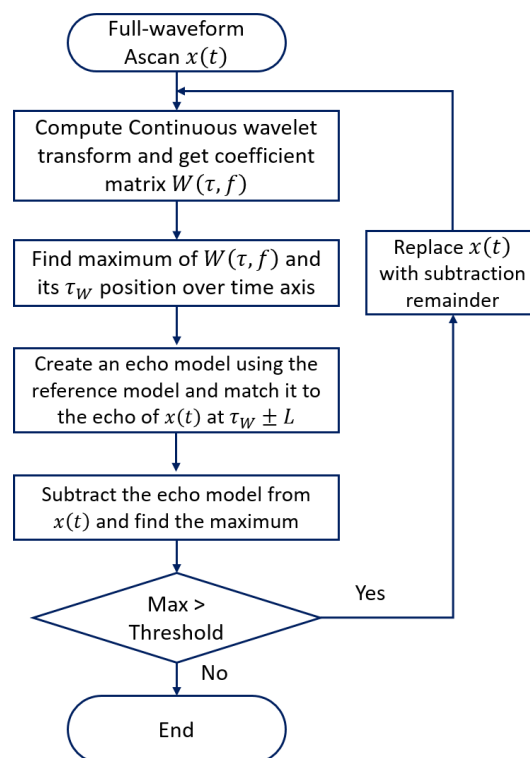 Full-waveform
Ascan x(t)
Compute Continuous wavelet
transform and get coefficient
matrix W(τ, f)
Find maximum of W(τ, f) and
its τ_W position over time axis
Replace x(t)
with subtraction
remainder
Create an echo model using the
reference model and match it to
the echo of x(t) at τ_W ± L
Subtract the echo model from
x(t) and find the maximum
Max >
Threshold
Yes
No
End